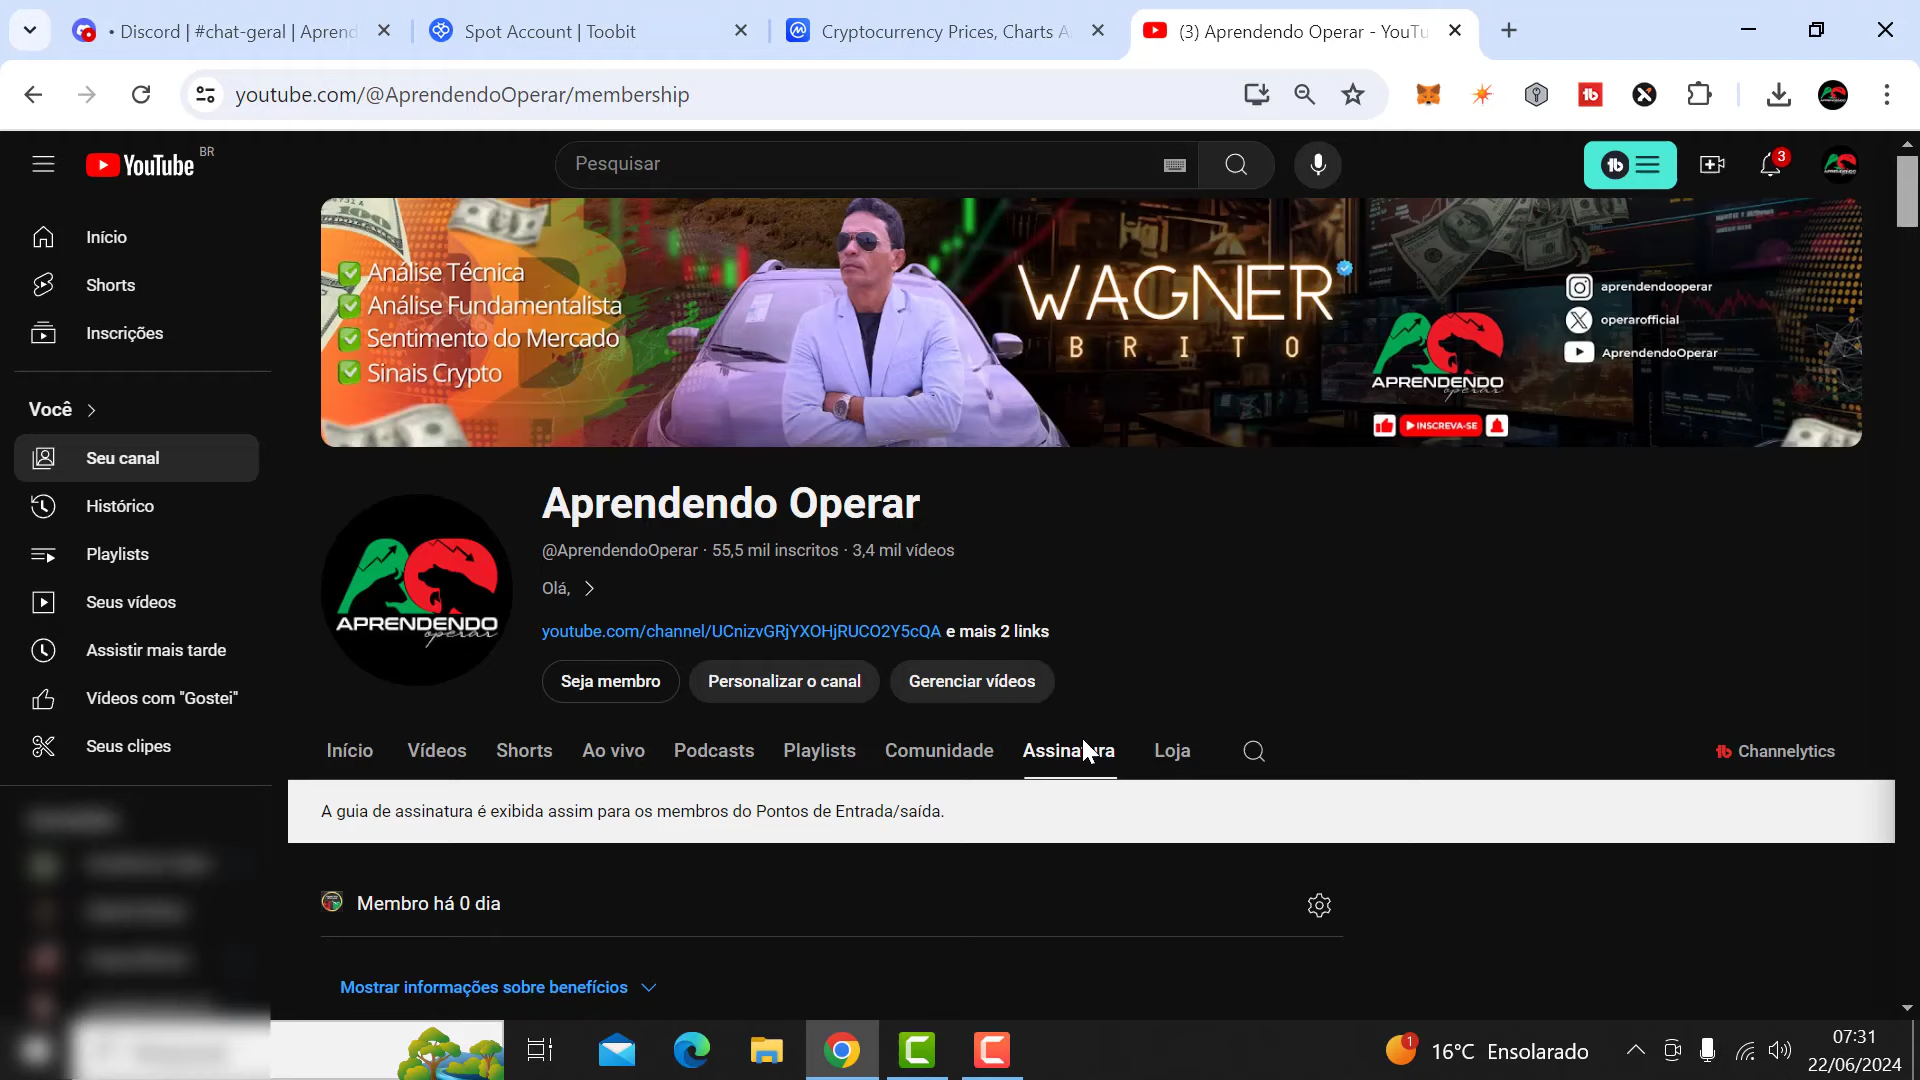 • Discord | #chat-geral | Aprend
Spot Account | Toobit
Cryptocurrency Prices, Charts A
(3) Aprendendo Operar - YouTu
youtube.com/@AprendendoOperar/membership
YouTube BR
Pesquisar
3
Início
Shorts
Inscrições
Você
Seu canal
Histórico
Playlists
Seus vídeos
Assistir mais tarde
Vídeos com "Gostei"
Seus clipes
Análise Técnica
Análise Fundamentalista
Sentimento do Mercado
Sinais Crypto
WAGNER
BRITO
APRENDENDO
operar
INSCREVA-SE
aprendendooperar
operarofficial
AprendendoOperar
APRENDENDO
operar
Aprendendo Operar
@AprendendoOperar · 55,5 mil inscritos · 3,4 mil vídeos
Olá,
youtube.com/channel/UCnizvGRjYXOHjRUCO2Y5cQA e mais 2 links
Seja membro
Personalizar o canal
Gerenciar vídeos
Início
Vídeos
Shorts
Ao vivo
Podcasts
Playlists
Comunidade
Assinatura
Loja
Channelytics
A guia de assinatura é exibida assim para os membros do Pontos de Entrada/saída.
Membro há 0 dia
Mostrar informações sobre benefícios
1
16°C Ensolarado
07:31
22/06/2024